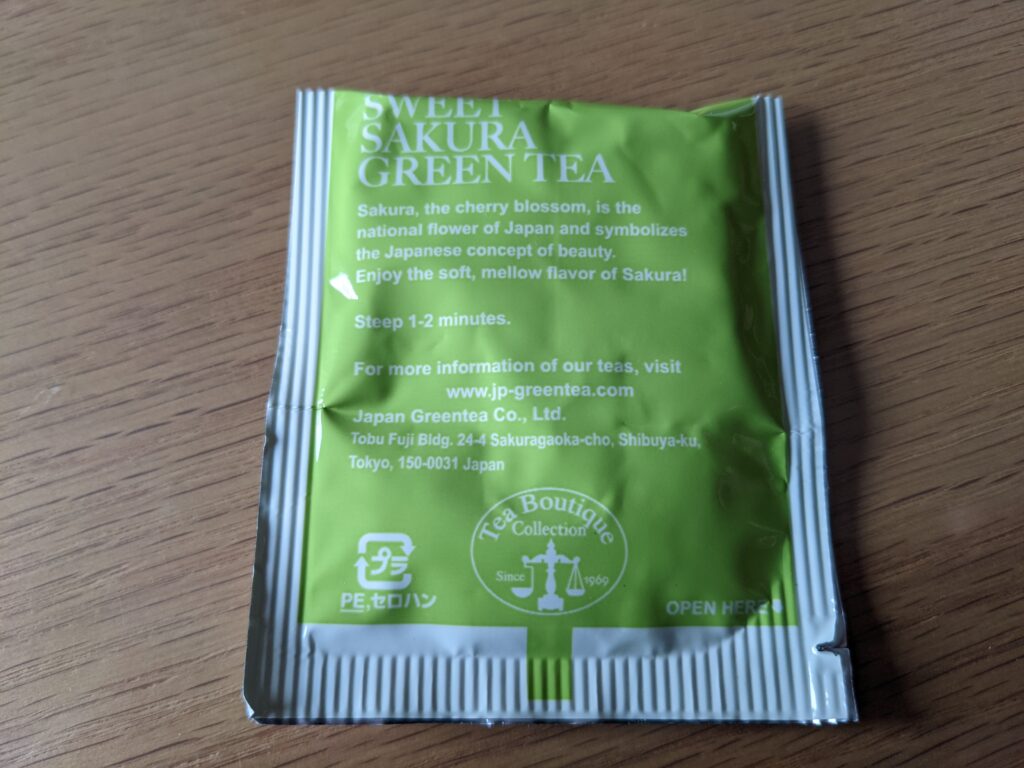 SWEET
SAKURA
GREEN TEA
Sakura, the cherry blossom, is the
national flower of Japan and symbolizes
the Japanese concept of beauty.
Enjoy the soft, mellow flavor of Sakura!
Steep 1-2 minutes.
For more information of our teas, visit
www.jp-greentea.com
Japan Greentea Co., Ltd.
Tobu Fuji Bldg. 24-4 Sakuragaoka-cho, Shibuya-ku,
Tokyo, 150-0031 Japan
Tea Boutique
Collection
Since 1969
プラ
PE,セロハン
OPEN HERE